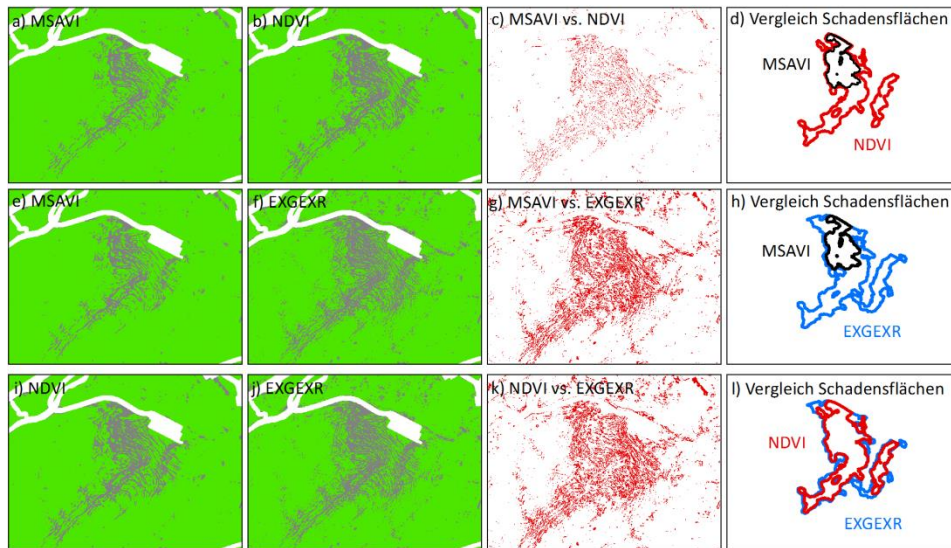 a) MSAVI
b) NDVI
c) MSAVI vs. NDVI
d) Vergleich Schadensflächen
MSAVI
NDVI
e) MSAVI
f) EXGEXR
g) MSAVI vs. EXGEXR
h) Vergleich Schadensflächen
MSAVI
EXGEXR
i) NDVI
j) EXGEXR
k) NDVI vs. EXGEXR
l) Vergleich Schadensflächen
NDVI
EXGEXR